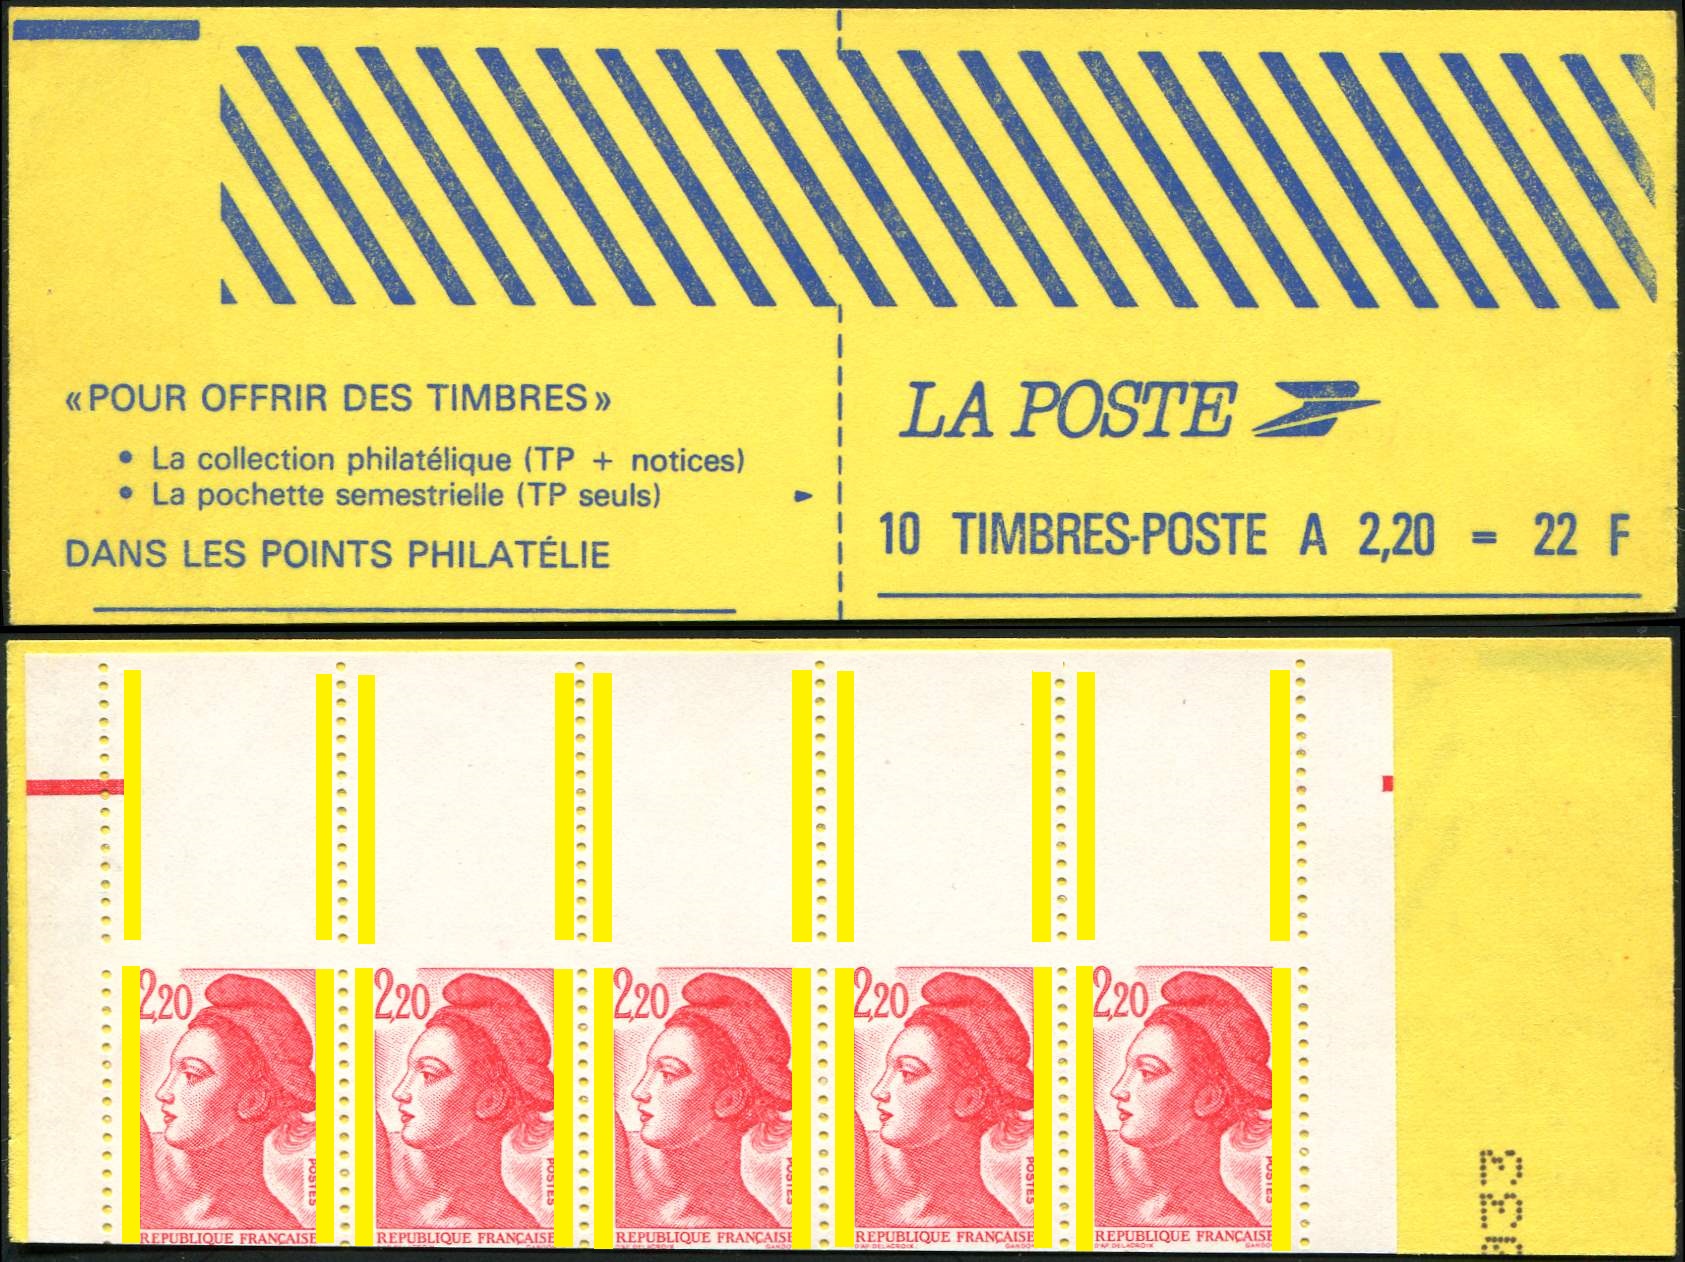 «POUR OFFRIR DES TIMBRES»
• La collection philatélique (TP + notices)
• La pochette semestrielle (TP seuls)
DANS LES POINTS PHILATÉLIE
LA POSTE
10 TIMBRES-POSTE A 2,20 = 22 F
2,20 2,20 2,20 2,20 2,20
POSTES POSTES POSTES POSTES POSTES
REPUBLIQUE FRANÇAISE REPUBLIQUE FRANÇAISE REPUBLIQUE FRANÇAISE REPUBLIQUE FRANÇAISE REPUBLIQUE FRANÇAISE